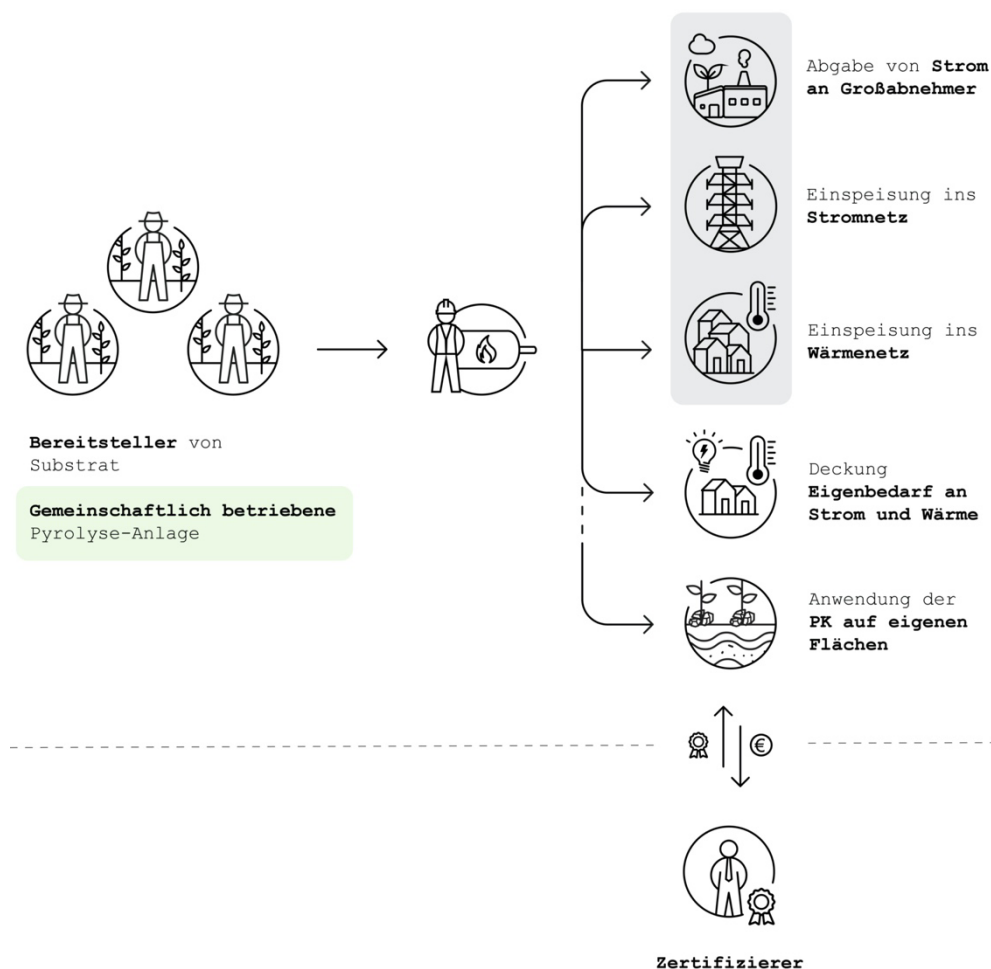 Abgabe von Strom
an Großabnehmer
Einspeisung ins
Stromnetz
Einspeisung ins
Wärmenetz
Bereitsteller von
Substrat
Gemeinschaftlich betriebene
Pyrolyse-Anlage
Deckung
Eigenbedarf an
Strom und Wärme
Anwendung der
PK auf eigenen
Flächen
€
Zertifizierer